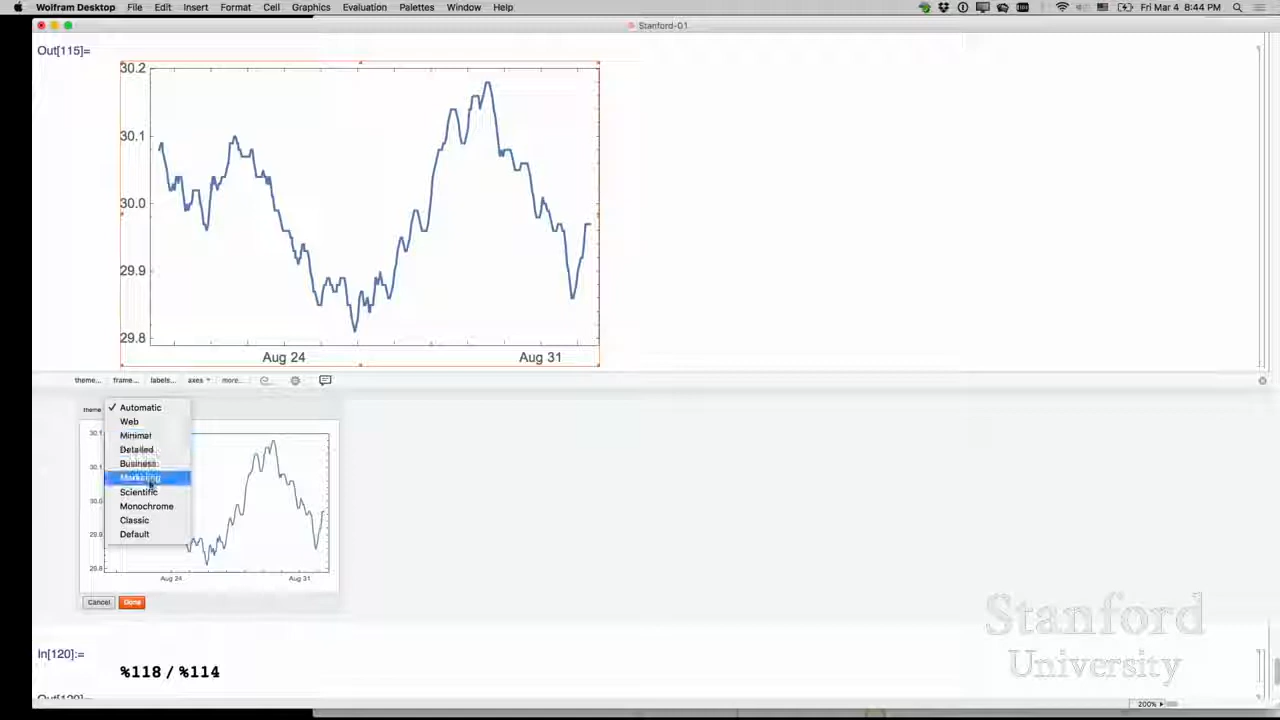 Wolfram Desktop File Edit Insert Format Cell Graphics Evaluation Palettes Window Help Fri Mar 4 8:44 PM
Stanford-01
Out[115]=
30.2
30.1
30.0
29.9
29.8
Aug 24 Aug 31
theme... frame... labels... axes more...
theme
Automatic
Web
Minimal
Detailed
Business
Marketing
Scientific
Monochrome
Classic
Default
Aug 24 Aug 31
Cancel Done
In[120]:=
%118 / %114
Out[120]=
Stanford
University
200%